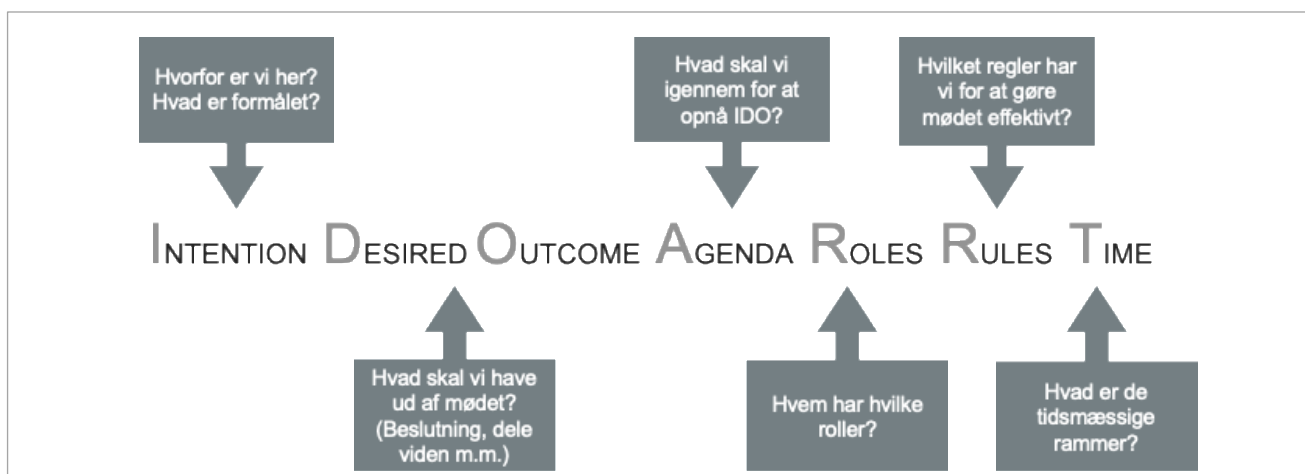 Hvorfor er vi her?
Hvad er formålet?
Hvad skal vi
igennem for at
opnå IDO?
Hvilket regler har
vi for at gøre
mødet effektivt?
INTENTION DESIRED OUTCOME AGENDA ROLES RULES TIME
Hvad skal vi have
ud af mødet?
(Beslutning, dele
viden m.m.)
Hvem har hvilke
roller?
Hvad er de
tidsmæssige
rammer?